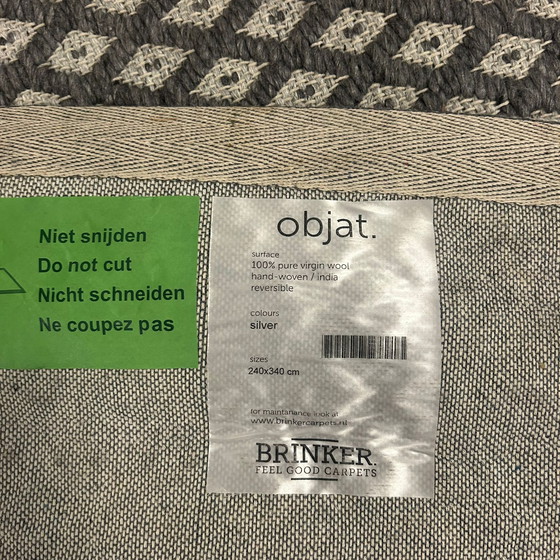 Niet snijden
Do not cut
Nicht schneiden
Ne coupez pas
objat.
surface
100% pure virgin wool
hand-woven / india
reversible
colours
silver
sizes
240x340 cm
for maintanance look at
www.brinkercarpets.nl
BRINKER.
FEEL GOOD CARPETS